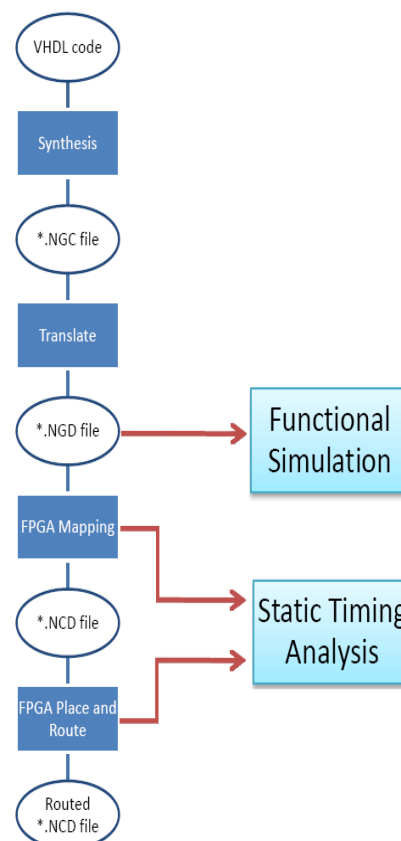 VHDL code
Synthesis
*.NGC file
Translate
*.NGD file
Functional
Simulation
FPGA Mapping
*.NCD file
Static Timing
Analysis
FPGA Place and
Route
Routed
*.NCD file